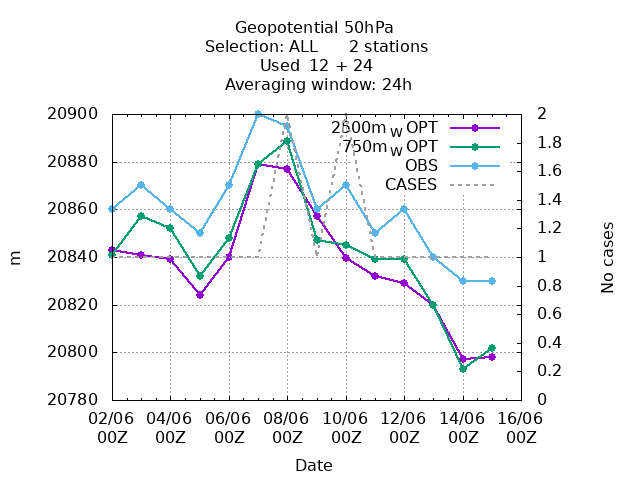 Geopotential 50hPa
Selection: ALL 2 stations
Used 12 + 24
Averaging window: 24h
2500m_W OPT
750m_W OPT
OBS
CASES
20900
20880
20860
20840
20820
20800
20780
m
2
1.8
1.6
1.4
1.2
1
0.8
0.6
0.4
0.2
0
No cases
02/06 04/06 06/06 08/06 10/06 12/06 14/06 16/06
00Z 00Z 00Z 00Z 00Z 00Z 00Z 00Z
Date